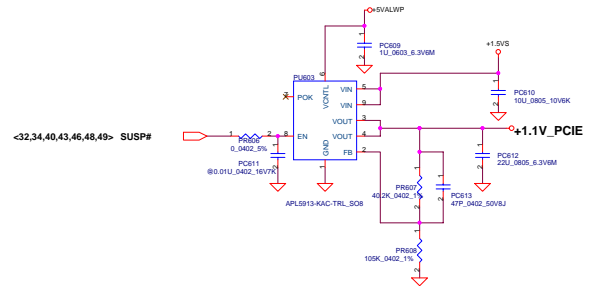 +5VALWP
PC609
1U_0603_6.3V6M
+1.5VS
PU603
6
VCNTL
7
POK
VIN
5
VIN
9
PC610
10U_0805_10V6K
VOUT
3
VOUT
4
+1.1V_PCIE
<32,34,40,43,46,48,49> SUSP#
1
2
8
EN
FB
2
GND
1
PR606
0_0402_5%
PC611
@0.01U_0402_16V7K
APL5913-KAC-TRL_SO8
PC612
22U_0805_6.3V6M
PR607
40.2K_0402_1%
PC613
47P_0402_50V8J
PR608
105K_0402_1%